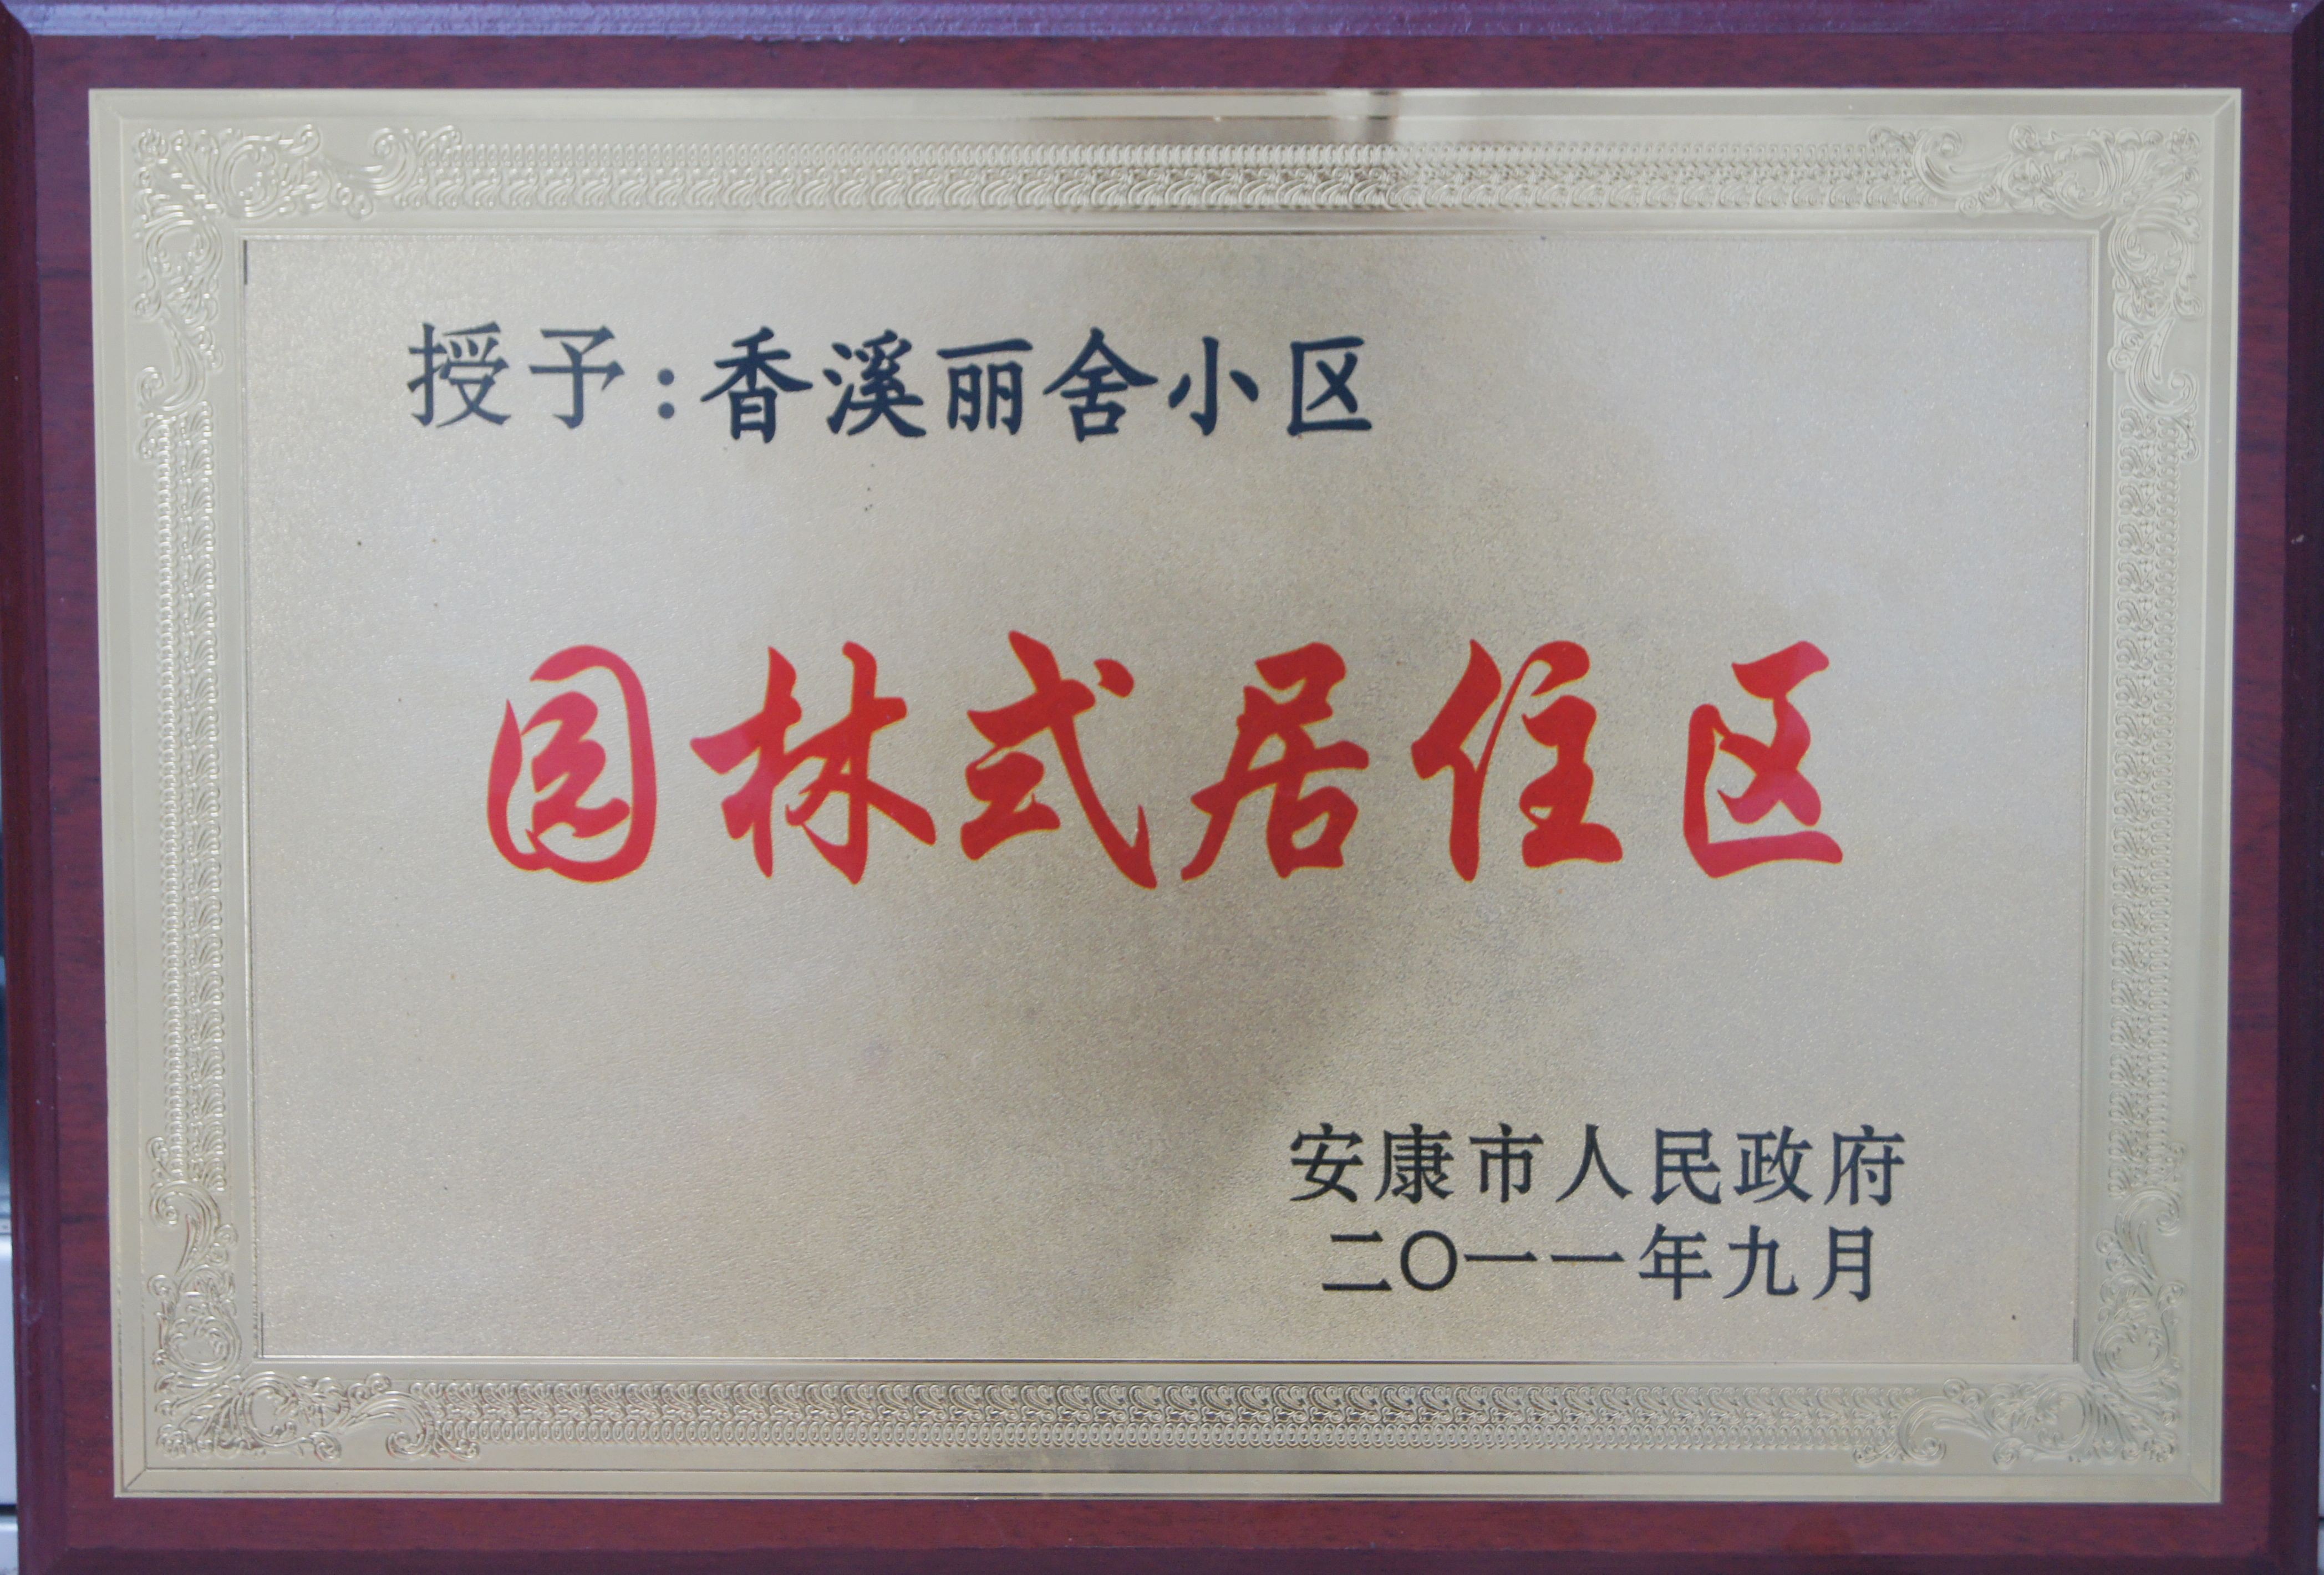 授予:香溪丽舍小区
园林式居住区
安康市人民政府
二〇一一年九月